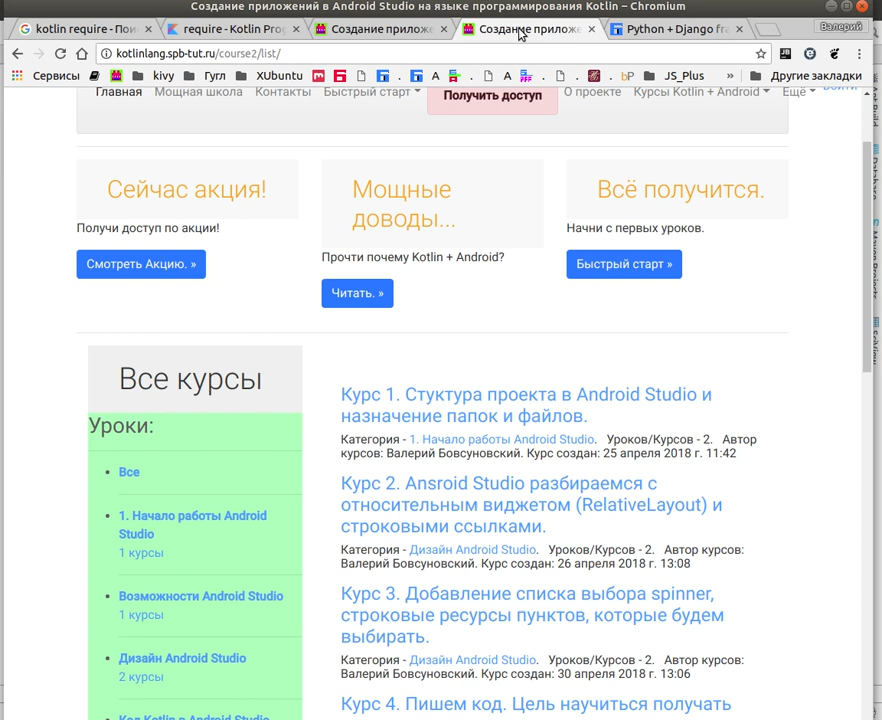 Создание приложений в Android Studio на языке программирования Kotlin – Chromium
kotlin require - Пои
require - Kotlin Prog
Создание приложе
Создание приложе
Python + Django fra
Валерий
kotlinlang.spb-tut.ru/course2/list/
Сервисы
kivy
Гугл
XUbuntu
JS_Plus
»
Другие закладки
Главная
Мощная школа
Контакты
Быстрый старт
Получить доступ
О проекте
Курсы Kotlin + Android
Ещё
Войти
Сейчас акция!
Получи доступ по акции!
Смотреть Акцию. »
Мощные
доводы...
Прочти почему Kotlin + Android?
Читать. »
Всё получится.
Начни с первых уроков.
Быстрый старт »
Все курсы
Уроки:
Все
1. Начало работы Android
Studio
1 курсы
Возможности Android Studio
1 курсы
Дизайн Android Studio
2 курсы
Код Kotlin в Android Studio
Курс 1. Стуктура проекта в Android Studio и
назначение папок и файлов.
Категория - 1. Начало работы Android Studio. Уроков/Курсов - 2. Автор
курсов: Валерий Бовсуновский. Курс создан: 25 апреля 2018 г. 11:42
Курс 2. Ansroid Studio разбираемся с
относительным виджетом (RelativeLayout) и
строковыми ссылками.
Категория - Дизайн Android Studio. Уроков/Курсов - 2. Автор курсов:
Валерий Бовсуновский. Курс создан: 26 апреля 2018 г. 13:08
Курс 3. Добавление списка выбора spinner,
строковые ресурсы пунктов, которые будем
выбирать.
Категория - Дизайн Android Studio. Уроков/Курсов - 2. Автор курсов:
Валерий Бовсуновский. Курс создан: 30 апреля 2018 г. 13:06
Курс 4. Пишем код. Цель научиться получать